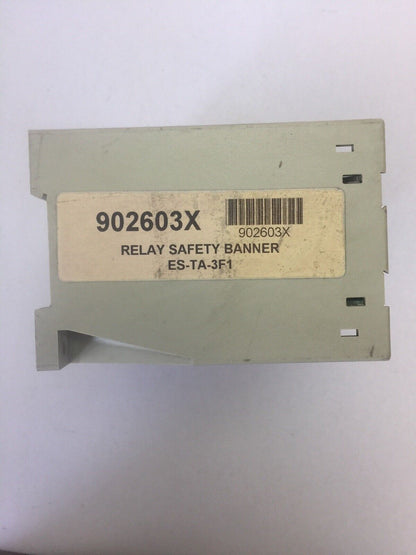 902603X
902603X
RELAY SAFETY BANNER
ES-TA-3F1